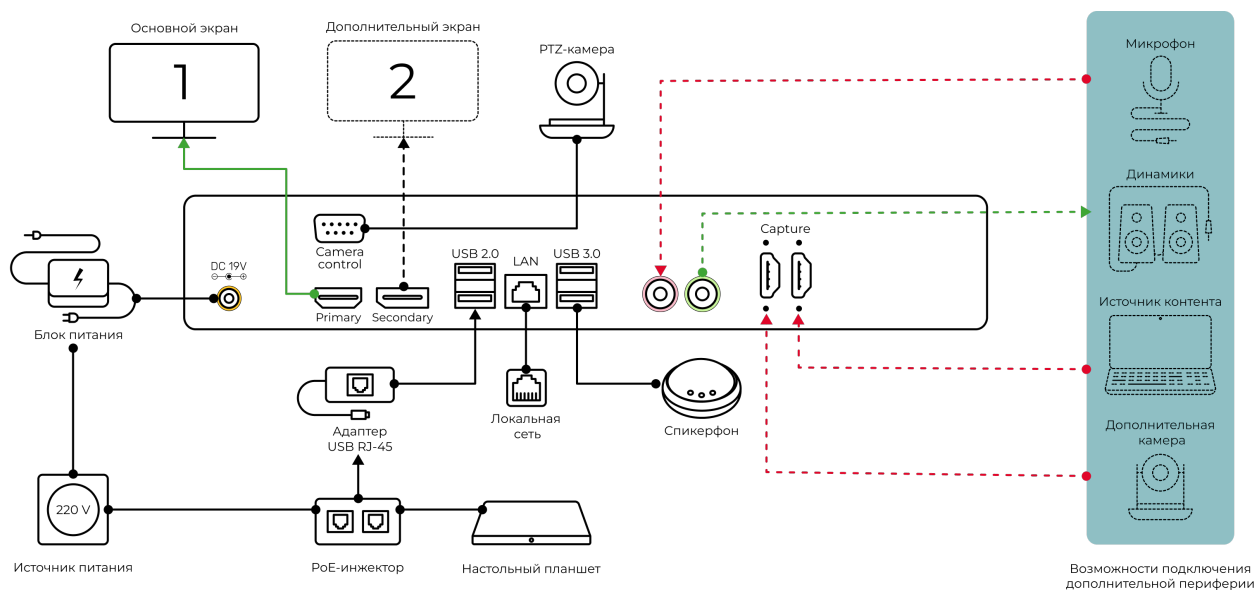 Основной экран
1
Дополнительный экран
2
PTZ-камера
Микрофон
Динамики
Capture
Camera
control
USB 2.0
LAN
USB 3.0
DC 19V
Primary
Secondary
Блок питания
Источник контента
Адаптер
USB RJ-45
Локальная
сеть
Спикерфон
Дополнительная
камера
220 V
Источник питания
PoE-инжектор
Настольный планшет
Возможности подключения
дополнительной периферии